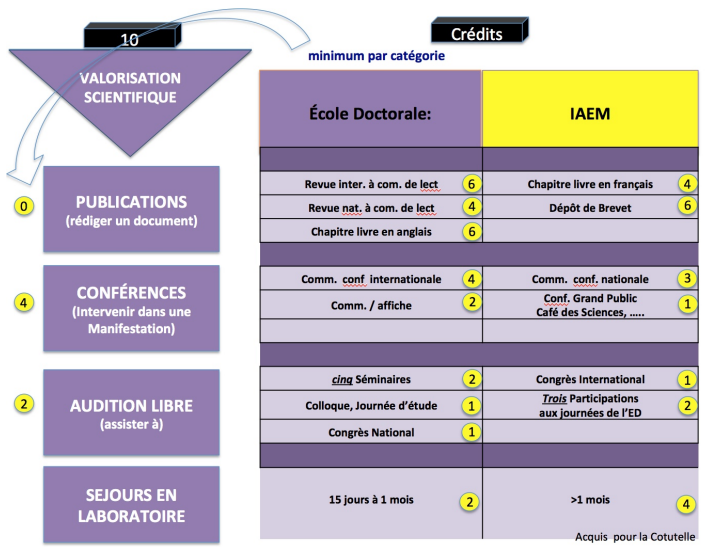 10
Crédits
minimum par catégorie
VALORISATION
SCIENTIFIQUE
École Doctorale:
IAEM
0
PUBLICATIONS
(rédiger un document)
Revue inter. à com. de lect 6
Chapitre livre en français 4
Revue nat. à com. de lect 4
Dépôt de Brevet 6
Chapitre livre en anglais 6
4
CONFÉRENCES
(Intervenir dans une
Manifestation)
Comm. conf internationale 4
Comm. conf. nationale 3
Comm. / affiche 2
Conf. Grand Public
Café des Sciences, ..... 1
2
AUDITION LIBRE
(assister à)
cinq Séminaires 2
Congrès International 1
Colloque, Journée d'étude 1
Trois Participations
aux journées de l'ED 2
Congrès National 1
SEJOURS EN
LABORATOIRE
15 jours à 1 mois 2
>1 mois 4
Acquis pour la Cotutelle